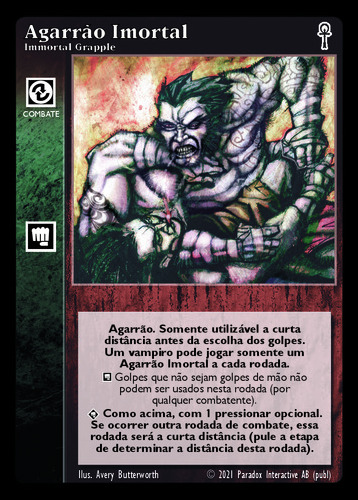 Agarrão Imortal
Immortal Grapple
COMBATE
Agarrão. Somente utilizável a curta
distância antes da escolha dos golpes.
Um vampiro pode jogar somente um
Agarrão Imortal a cada rodada.
Golpes que não sejam golpes de mão não
podem ser usados nesta rodada (por
qualquer combatente).
Como acima, com 1 pressionar opcional.
Se ocorrer outra rodada de combate, essa
rodada será a curta distância (pule a etapa
de determinar a distância desta rodada).
Ilus. Avery Butterworth © 2021 Paradox Interactive AB (publ)